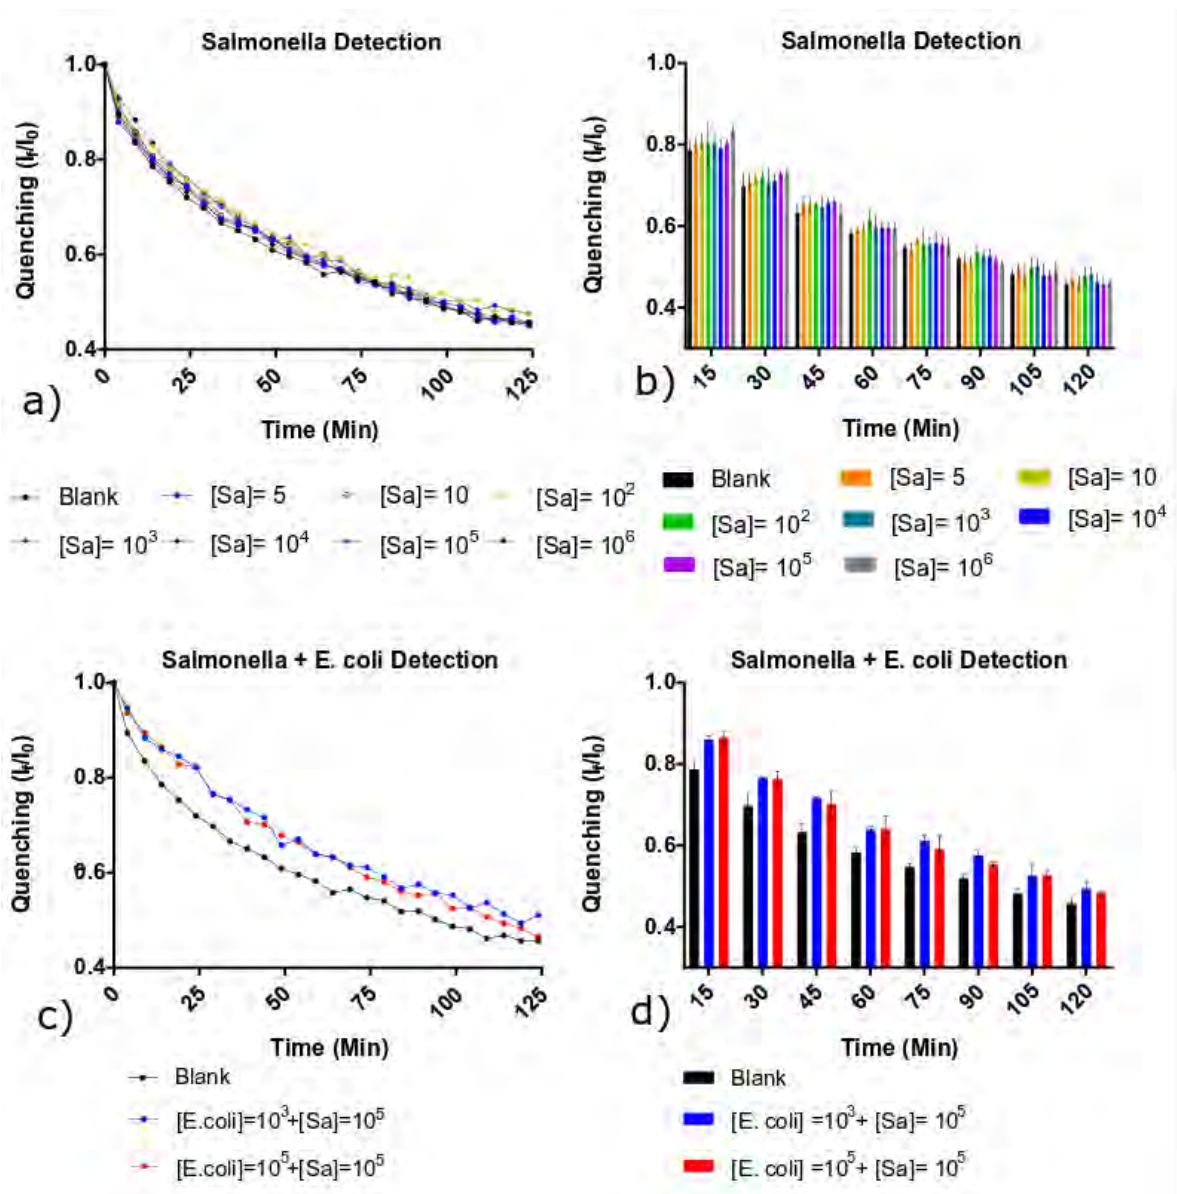 Salmonella Detection
Quenching (If/I0)
1.0
0.8
0.6
0.4
0
25
50
75
100
125
a)
Time (Min)
Blank
[Sa]= 5
[Sa]= 10
[Sa]= 10²
[Sa]= 10³
[Sa]= 10⁴
[Sa]= 10⁵
[Sa]= 10⁶
Salmonella Detection
Quenching (If/I0)
1.0
0.8
0.6
0.4
15
30
45
60
75
90
105
120
b)
Time (Min)
Blank
[Sa]= 5
[Sa]= 10
[Sa]= 10²
[Sa]= 10³
[Sa]= 10⁴
[Sa]= 10⁵
[Sa]= 10⁶
Salmonella + E. coli Detection
Quenching (If/I0)
1.0
0.8
0.6
0.4
0
25
50
75
100
125
c)
Time (Min)
Blank
[E.coli]=10³+[Sa]=10⁵
[E.coli]=10⁵+[Sa]=10⁵
Salmonella + E. coli Detection
Quenching (If/I0)
1.0
0.8
0.6
0.4
15
30
45
60
75
90
105
120
d)
Time (Min)
Blank
[E. coli] =10³+ [Sa]= 10⁵
[E. coli] =10⁵+ [Sa]= 10⁵